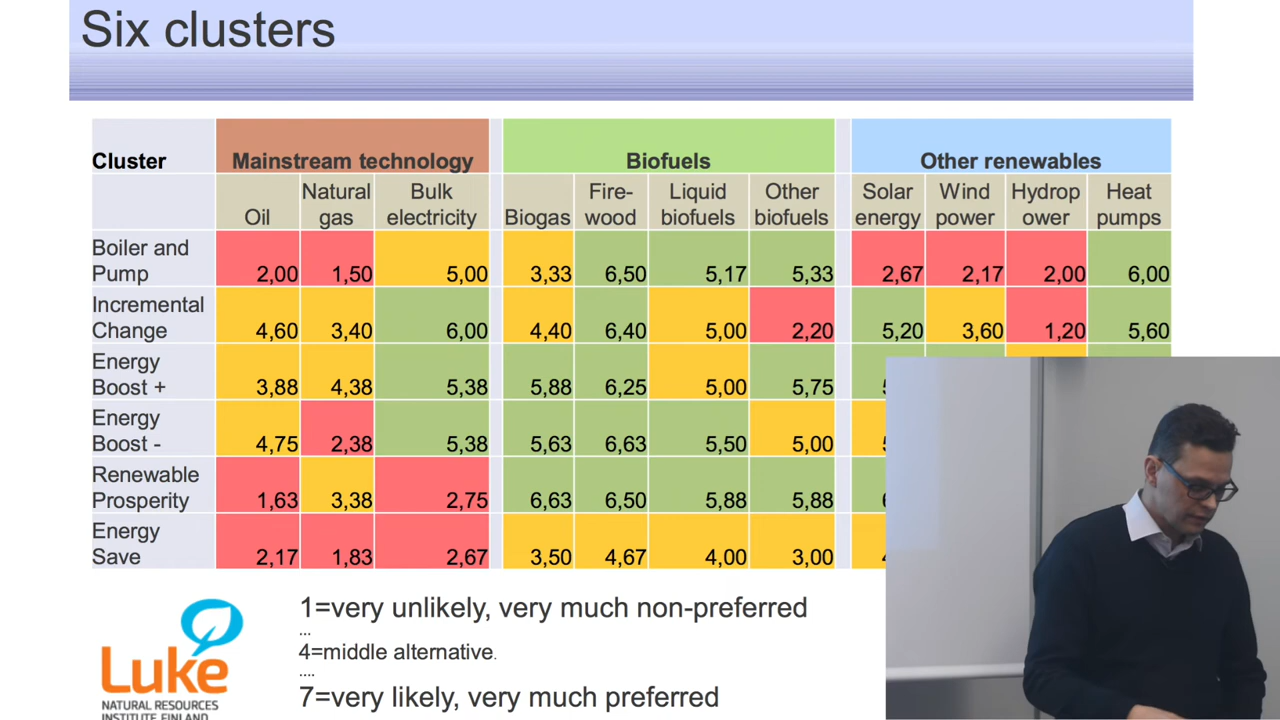 Six clusters
Cluster Mainstream technology Biofuels Other renewables
Oil Natural gas Bulk electricity Biogas Fire-wood Liquid biofuels Other biofuels Solar energy Wind power Hydrop ower Heat pumps
Boiler and Pump 2,00 1,50 5,00 3,33 6,50 5,17 5,33 2,67 2,17 2,00 6,00
Incremental Change 4,60 3,40 6,00 4,40 6,40 5,00 2,20 5,20 3,60 1,20 5,60
Energy Boost + 3,88 4,38 5,38 5,88 6,25 5,00 5,75
Energy Boost - 4,75 2,38 5,38 5,63 6,63 5,50 5,00
Renewable Prosperity 1,63 3,38 2,75 6,63 6,50 5,88 5,88
Energy Save 2,17 1,83 2,67 3,50 4,67 4,00 3,00
1=very unlikely, very much non-preferred
...
4=middle alternative.
....
7=very likely, very much preferred
Luke
NATURAL RESOURCES
INSTITUTE FINLAND